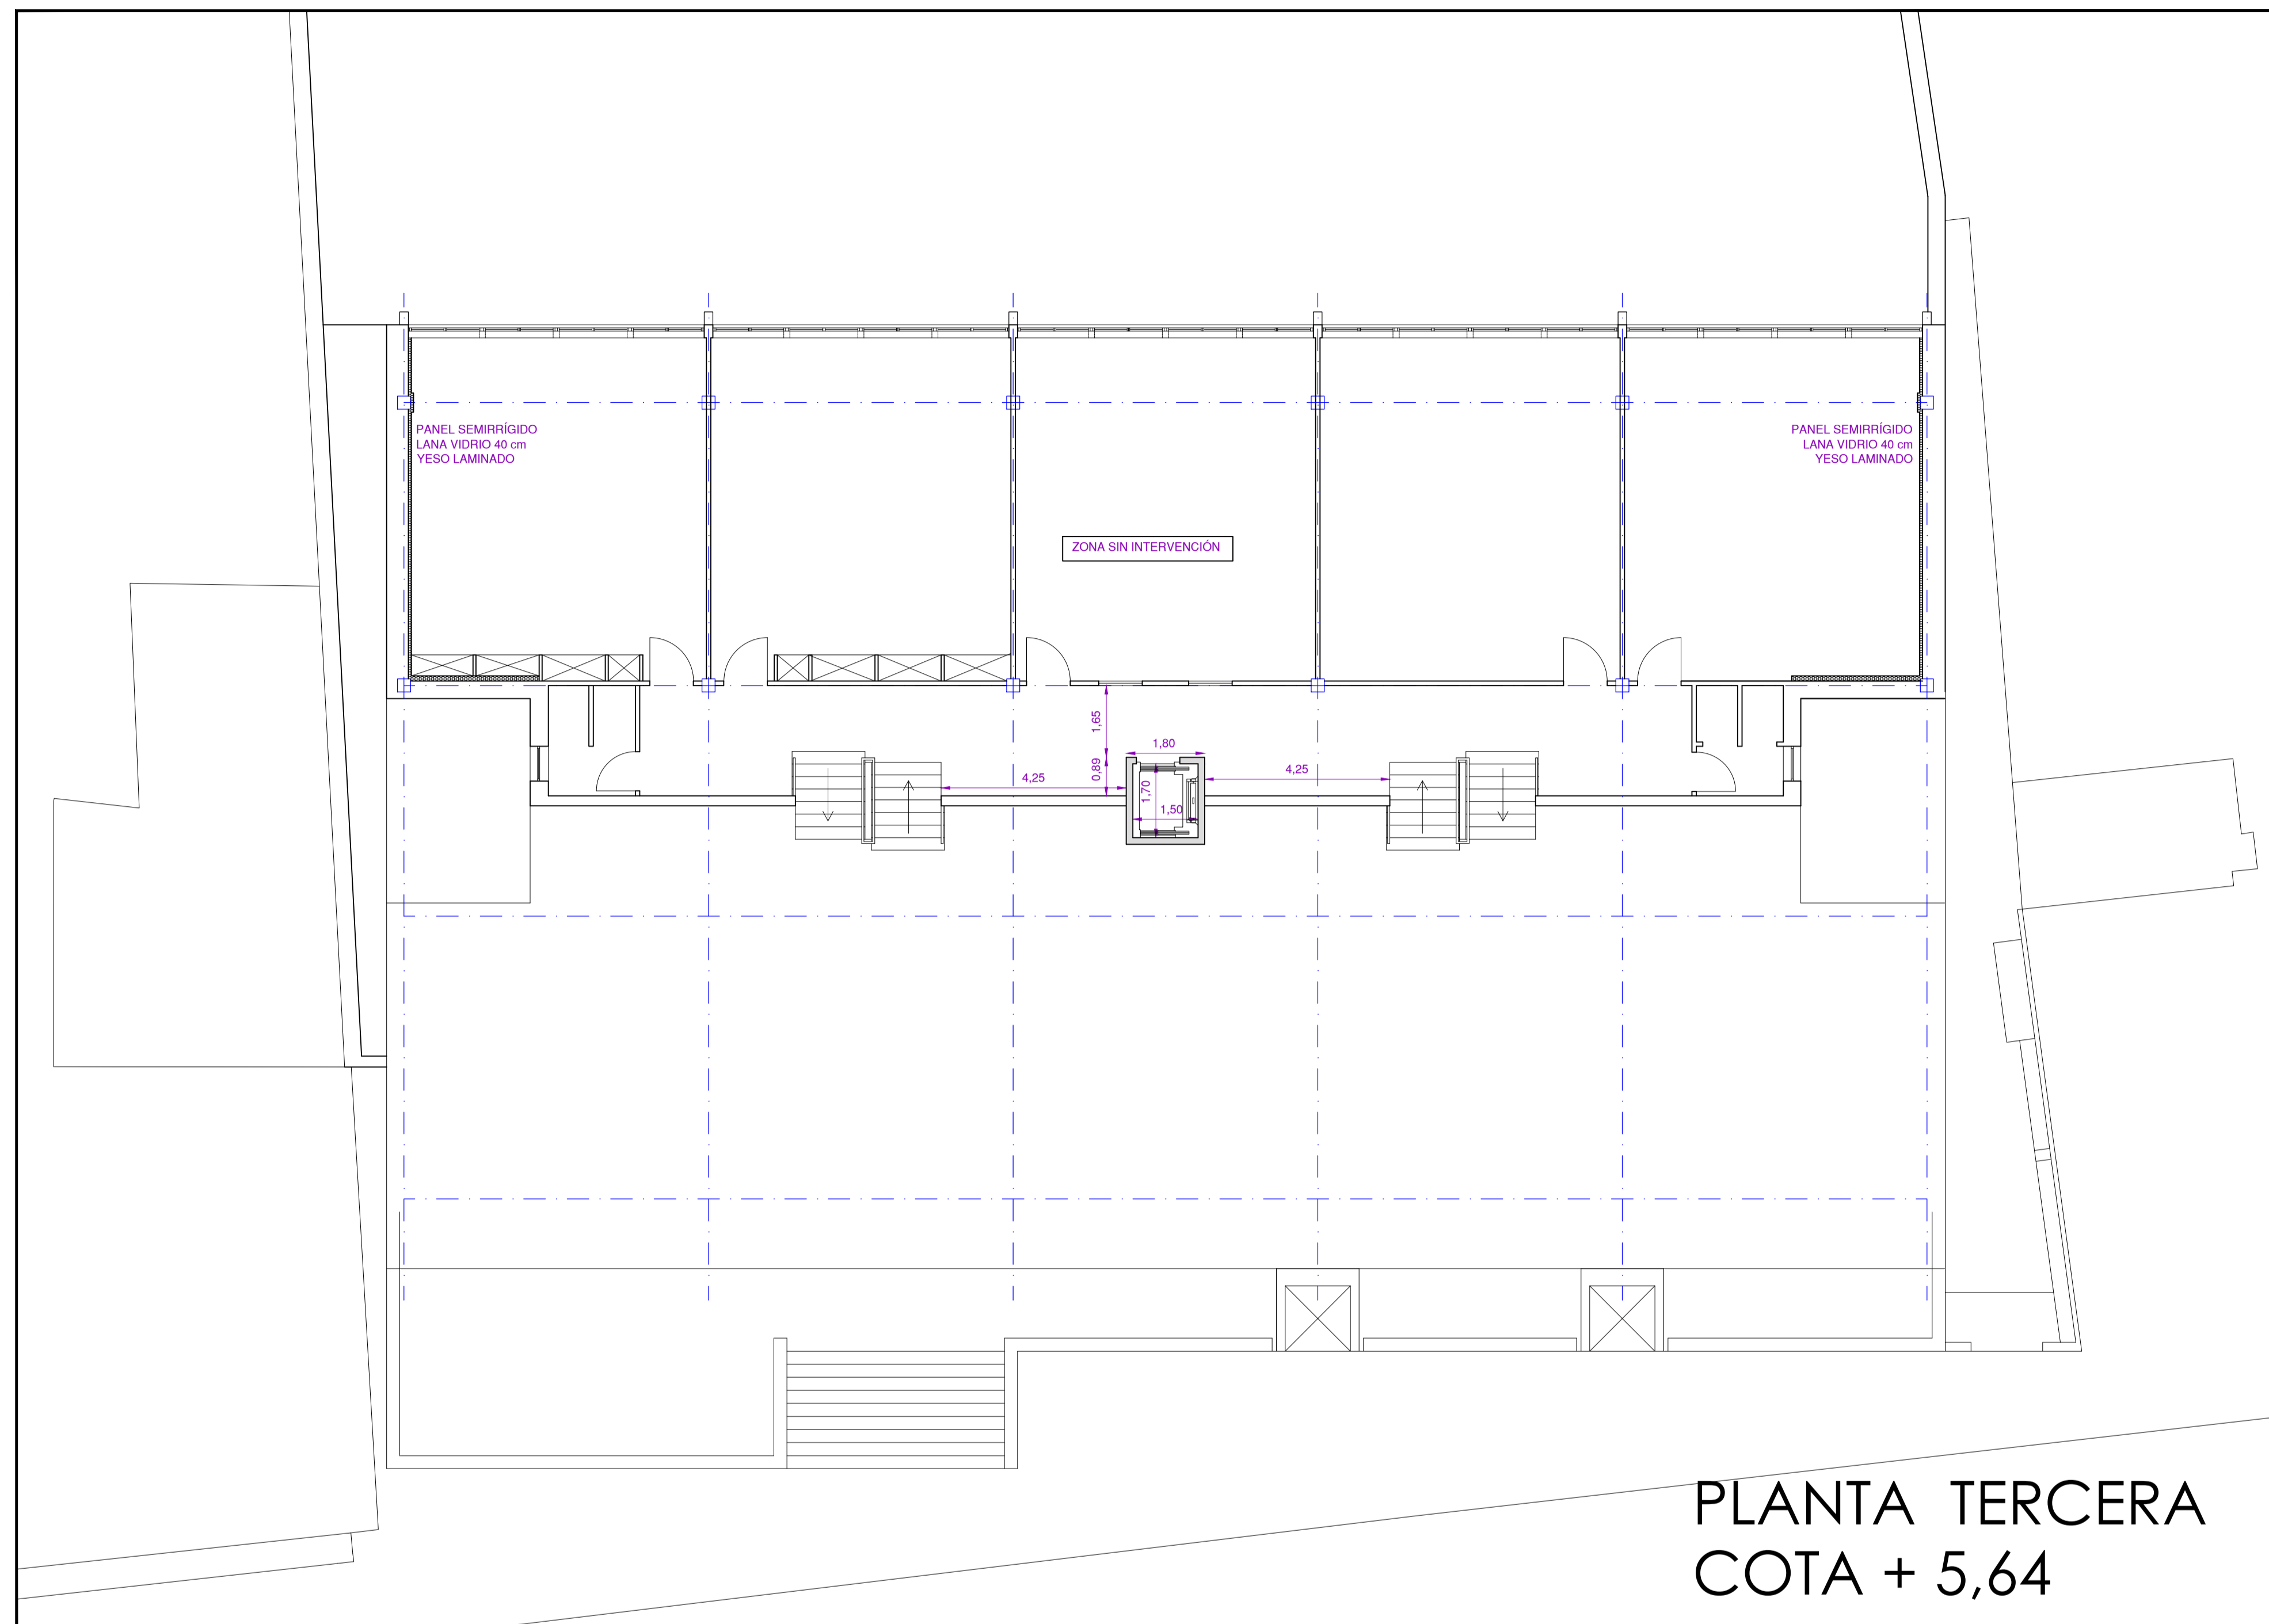 PANEL SEMIRRÍGIDO
LANA VIDRIO 40 cm
YESO LAMINADO
PANEL SEMIRRÍGIDO
LANA VIDRIO 40 cm
YESO LAMINADO
ZONA SIN INTERVENCIÓN
1,65
1,80
0,89
4,25
4,25
1,70
1,50
PLANTA TERCERA
COTA + 5,64